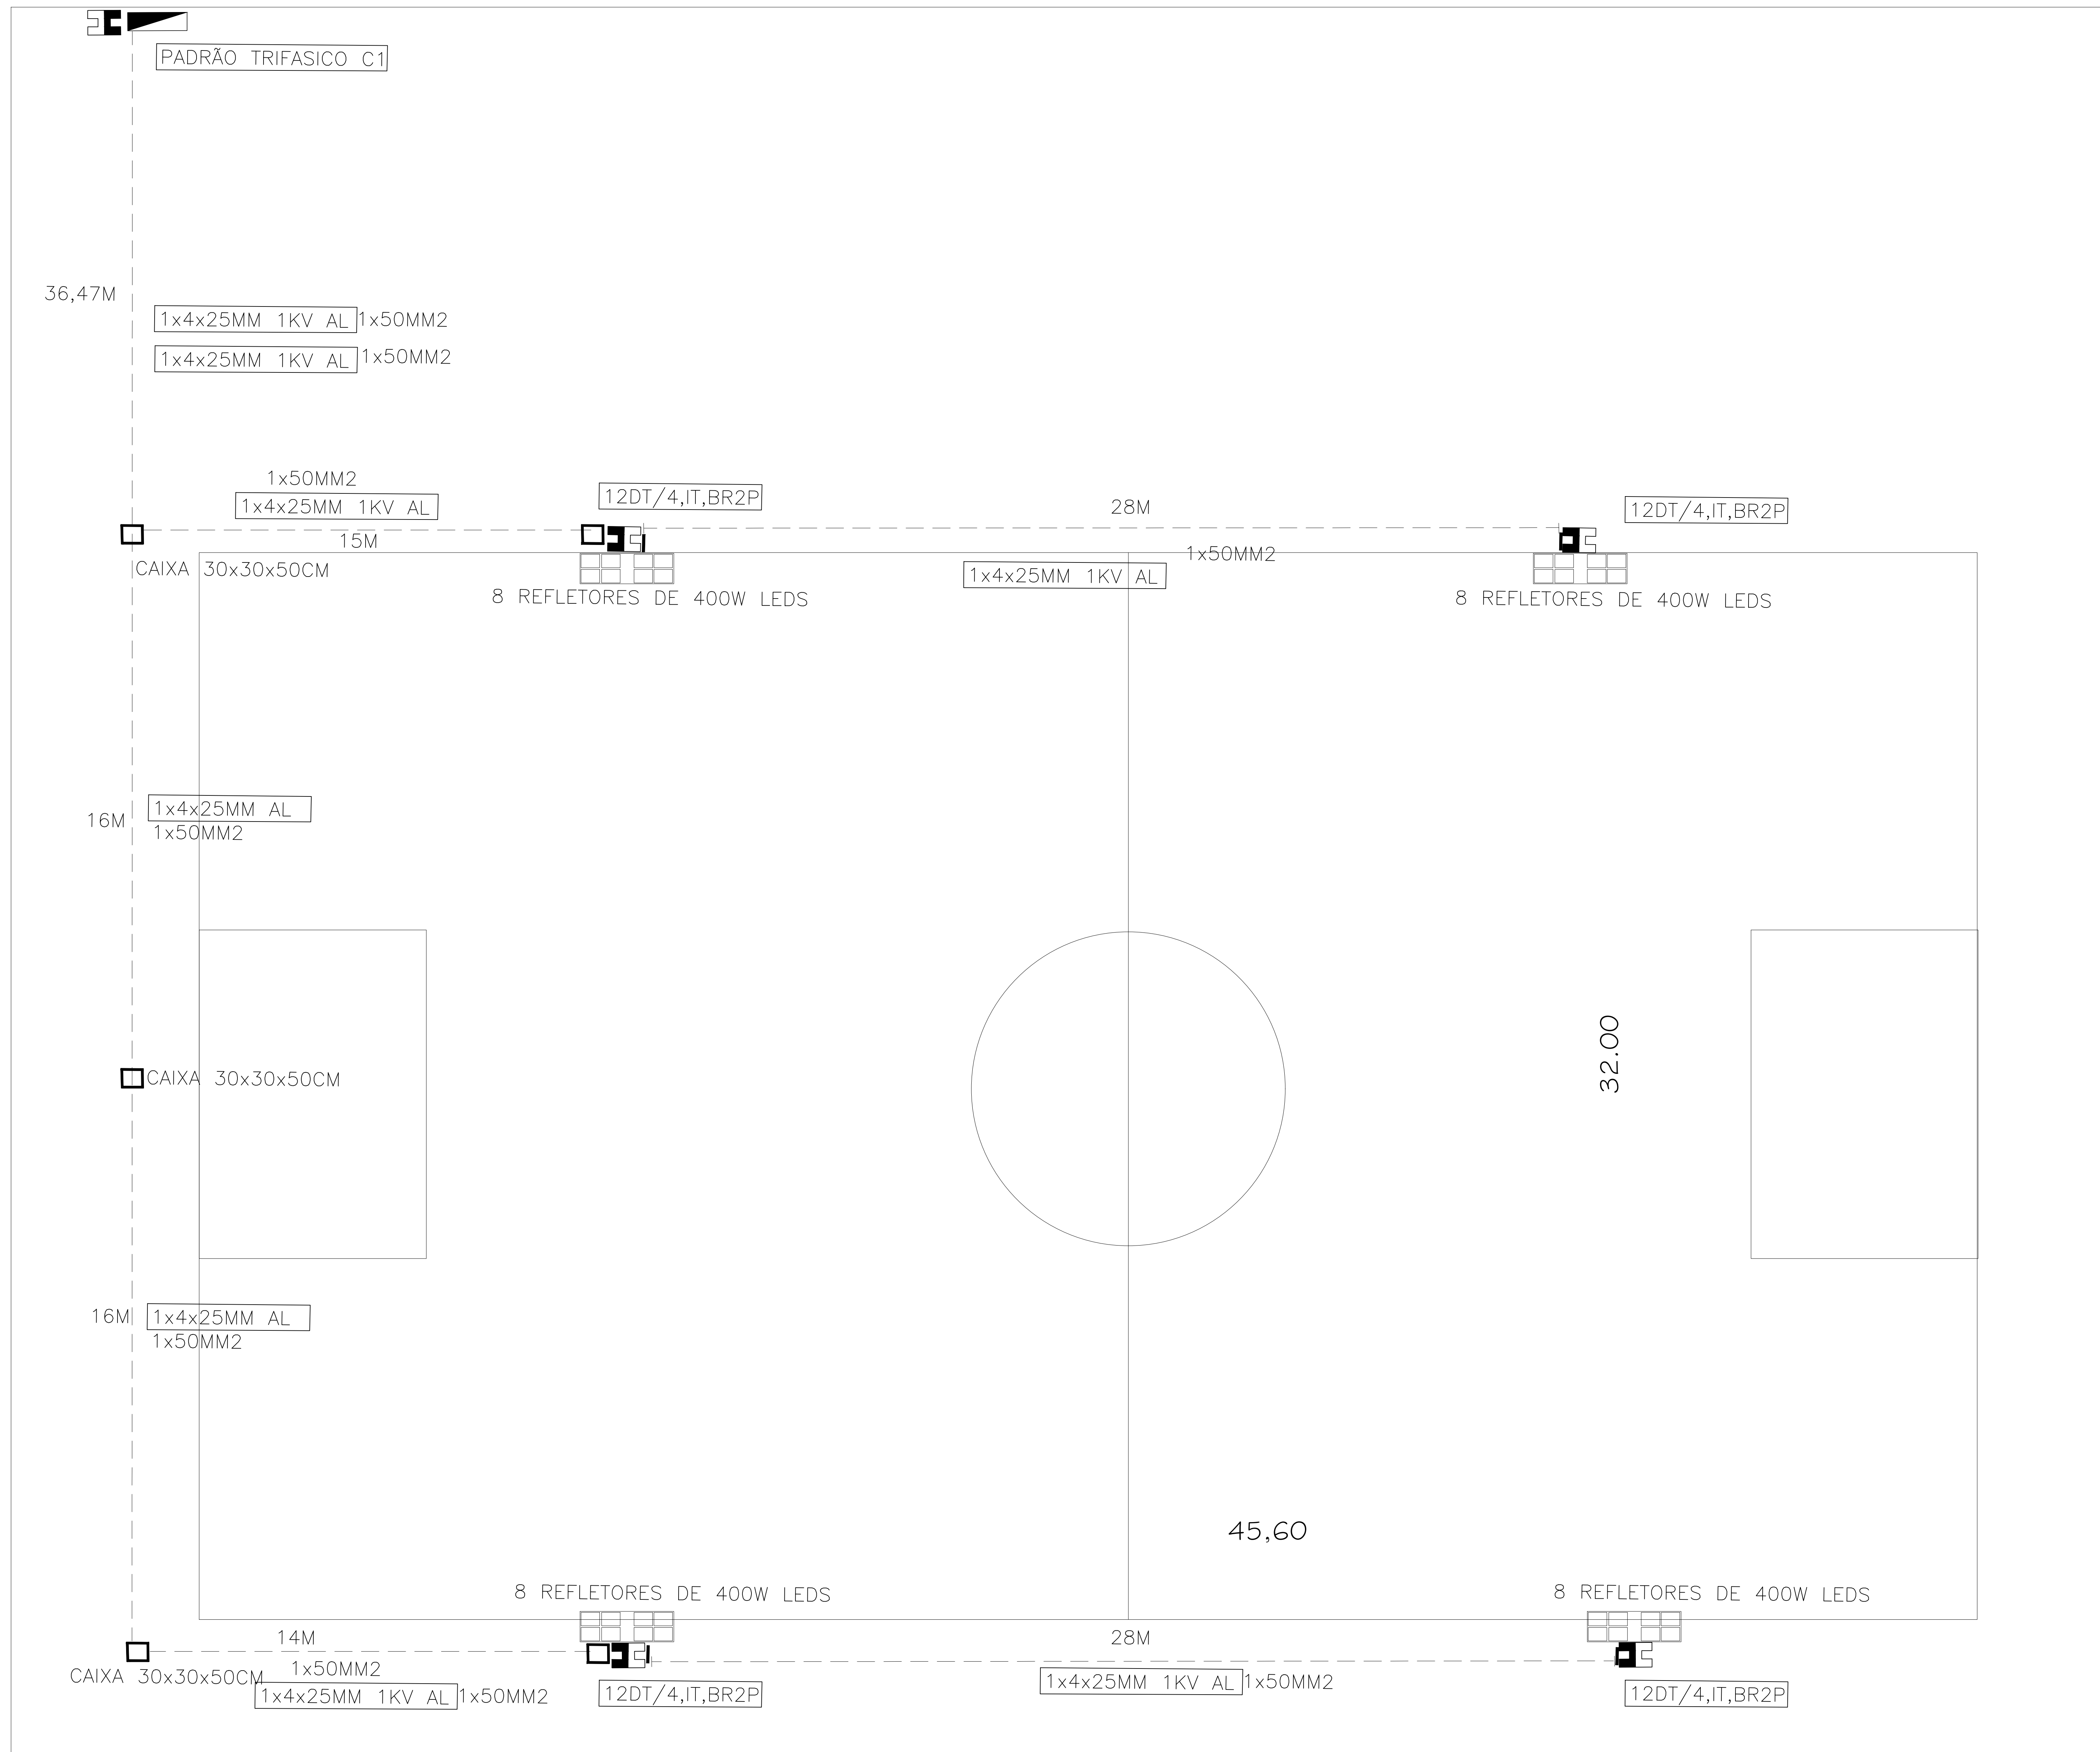 PADRÃO TRIFASICO C1
36,47M
1x4x25MM 1KV AL 1x50MM2
1x4x25MM 1KV AL 1x50MM2
1x50MM2
1x4x25MM 1KV AL
15M
CAIXA 30x30x50CM
12DT/4,IT,BR2P
8 REFLETORES DE 400W LEDS
28M
1x50MM2
1x4x25MM 1KV AL
12DT/4,IT,BR2P
8 REFLETORES DE 400W LEDS
16M
1x4x25MM AL
1x50MM2
CAIXA 30x30x50CM
32.00
16M
1x4x25MM AL
1x50MM2
45,60
8 REFLETORES DE 400W LEDS
8 REFLETORES DE 400W LEDS
14M
28M
1x50MM2
CAIXA 30x30x50CM
1x4x25MM 1KV AL 1x50MM2
12DT/4,IT,BR2P
1x4x25MM 1KV AL 1x50MM2
12DT/4,IT,BR2P